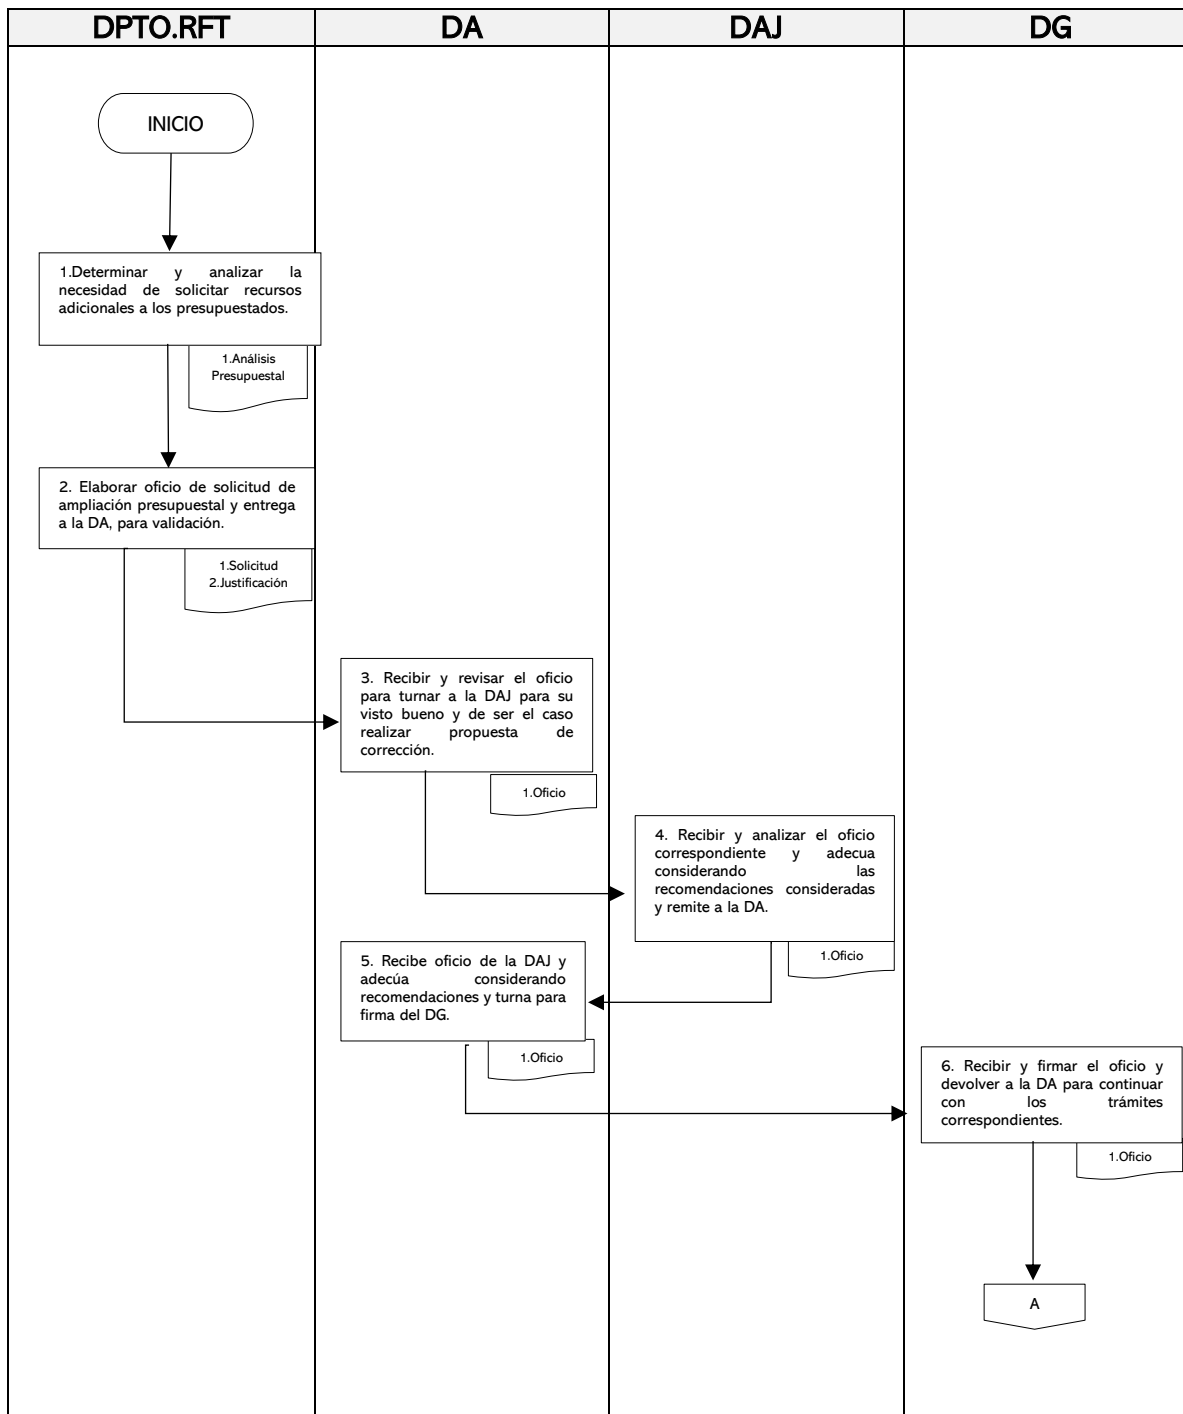 DPTO.RFT DA DAJ DG
INICIO
1.Determinar y analizar la
necesidad de solicitar recursos
adicionales a los presupuestados.
1.Análisis
Presupuestal
2. Elaborar oficio de solicitud de
ampliación presupuestal y entrega
a la DA, para validación.
1.Solicitud
2.Justificación
3. Recibir y revisar el oficio
para turnar a la DAJ para su
visto bueno y de ser el caso
realizar propuesta de
corrección.
1.Oficio
4. Recibir y analizar el oficio
correspondiente y adecua
considerando las
recomendaciones consideradas
y remite a la DA.
1.Oficio
5. Recibe oficio de la DAJ y
adecúa considerando
recomendaciones y turna para
firma del DG.
1.Oficio
6. Recibir y firmar el oficio y
devolver a la DA para continuar
con los trámites
correspondientes.
1.Oficio
A